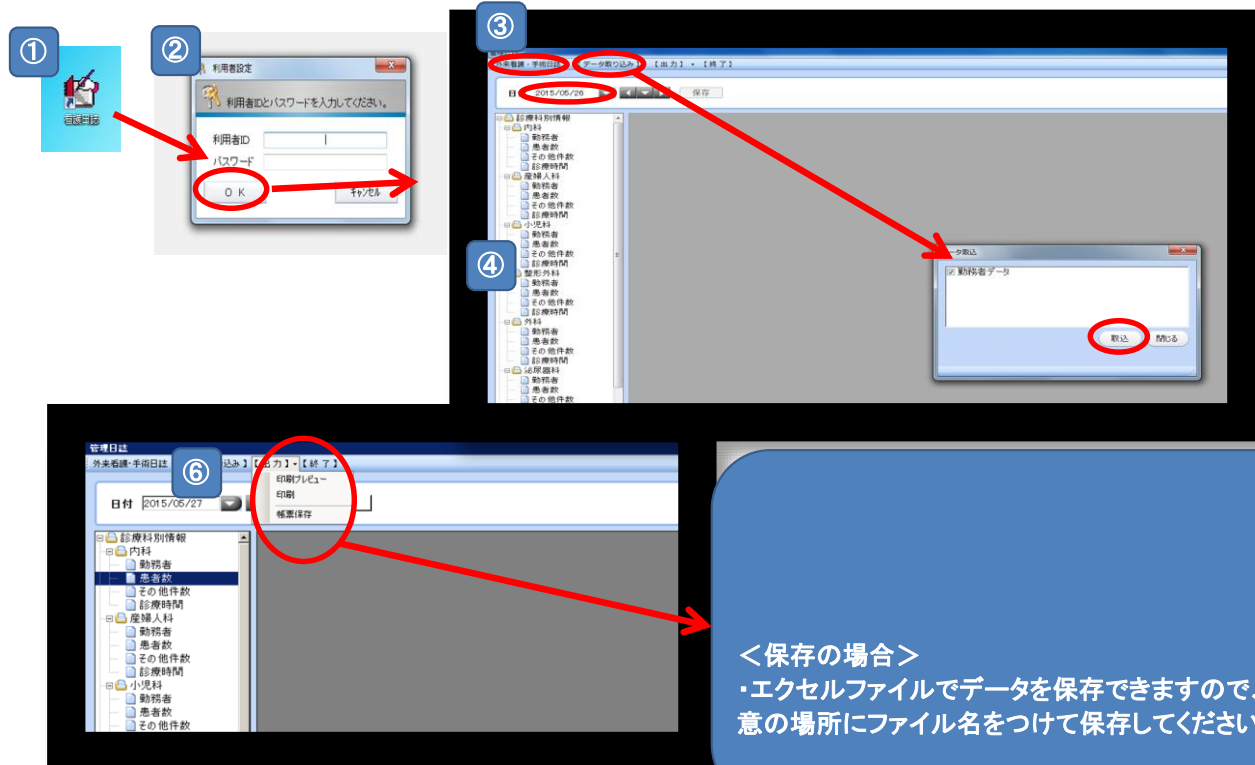 ①
看護日誌
②
利用者設定
利用者IDとパスワードを入力してください。
利用者ID
パスワード
OK
キャンセル
③
外来看護・手術日誌
データ取り込み】
【出力】・【終了】
日
2015/05/26
保存
④
診療科別情報
内科
勤務者
患者数
その他件数
診療時間
産婦人科
勤務者
患者数
その他件数
診療時間
小児科
勤務者
患者数
その他件数
診療時間
整形外科
勤務者
患者数
その他件数
診療時間
外科
勤務者
患者数
その他件数
診療時間
泌尿器科
勤務者
患者数
その他件数
ータ取込
勤務者データ
取込
閉じる
管理日誌
外来看護・手術日誌
⑥
込み】【出力】・【終了】
印刷プレビュー
印刷
帳票保存
日付
2015/05/27
診療科別情報
内科
勤務者
患者数
その他件数
診療時間
産婦人科
勤務者
患者数
その他件数
診療時間
小児科
勤務者
患者数
その他件数
＜保存の場合＞
・エクセルファイルでデータを保存できますので、
意の場所にファイル名をつけて保存してください